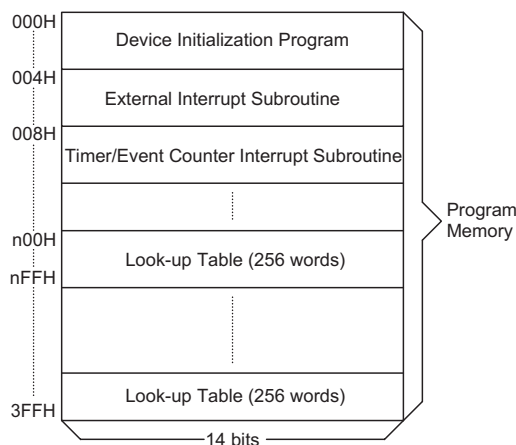 000H
Device Initialization Program
004H
External Interrupt Subroutine
008H
Timer/Event Counter Interrupt Subroutine
n00H
Look-up Table (256 words)
nFFH
Program
Memory
Look-up Table (256 words)
3FFH
14 bits